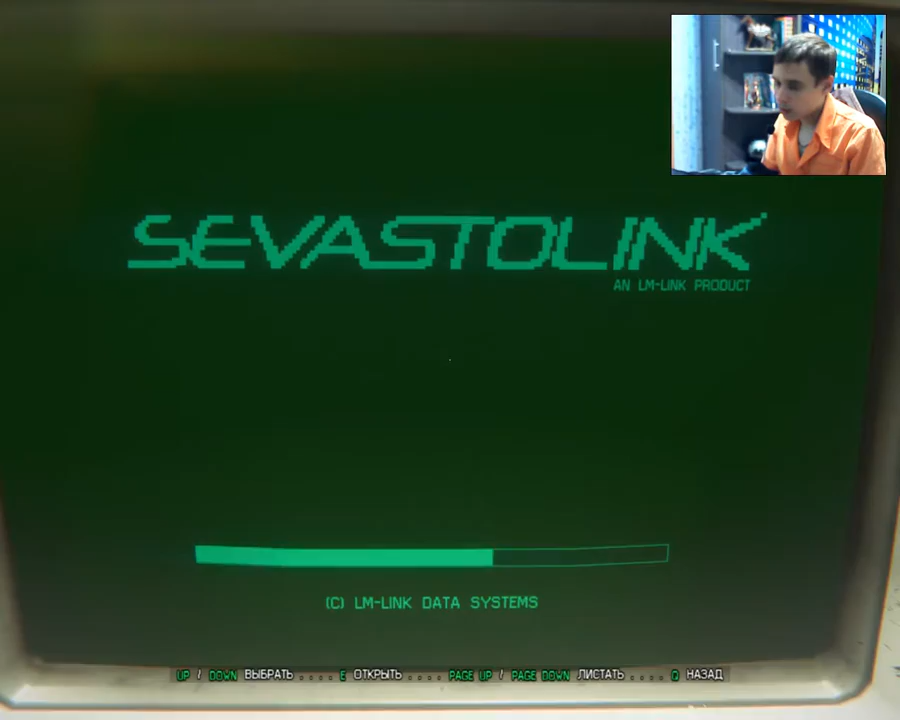 SEVASTOLINK
AN LM-LINK PRODUCT
(C) LM-LINK DATA SYSTEMS
UP / DOWN ВЫБРАТЬ .... E ОТКРЫТЬ .... PAGE UP / PAGE DOWN ЛИСТАТЬ .... Q НАЗАД